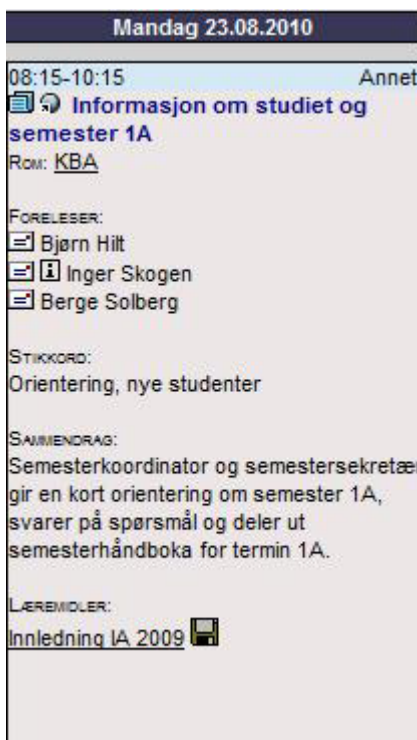 Mandag 23.08.2010
08:15-10:15 Annet
Informasjon om studiet og
semester 1A
Rom: KBA
Foreleser:
Bjørn Hilt
Inger Skogen
Berge Solberg
Stikkord:
Orientering, nye studenter
Sammendrag:
Semesterkoordinator og semestersekretær
gir en kort orientering om semester 1A,
svarer på spørsmål og deler ut
semesterhåndboka for termin 1A.
Læremidler:
Innledning IA 2009